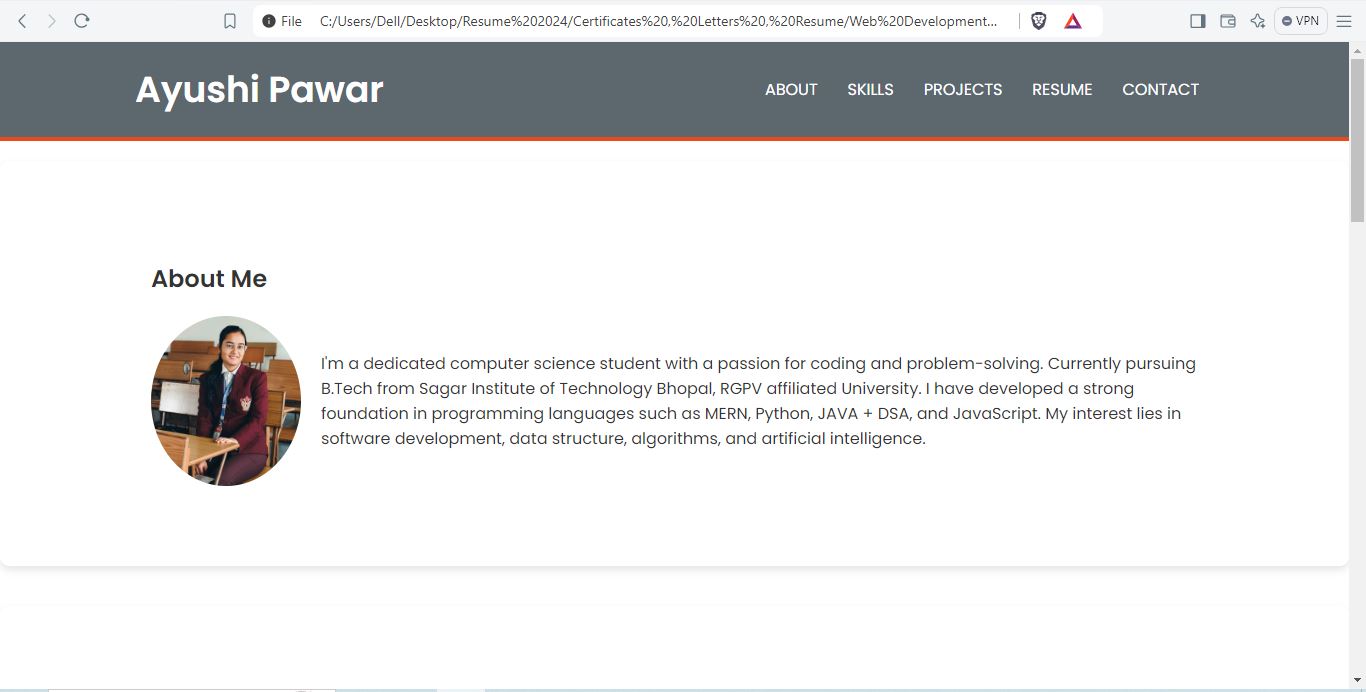 File C:/Users/Dell/Desktop/Resume%202024/Certificates%20,%20Letters%20,%20Resume/Web%20Development... VPN
Ayushi Pawar
ABOUT SKILLS PROJECTS RESUME CONTACT
About Me
I'm a dedicated computer science student with a passion for coding and problem-solving. Currently pursuing
B.Tech from Sagar Institute of Technology Bhopal, RGPV affiliated University. I have developed a strong
foundation in programming languages such as MERN, Python, JAVA + DSA, and JavaScript. My interest lies in
software development, data structure, algorithms, and artificial intelligence.